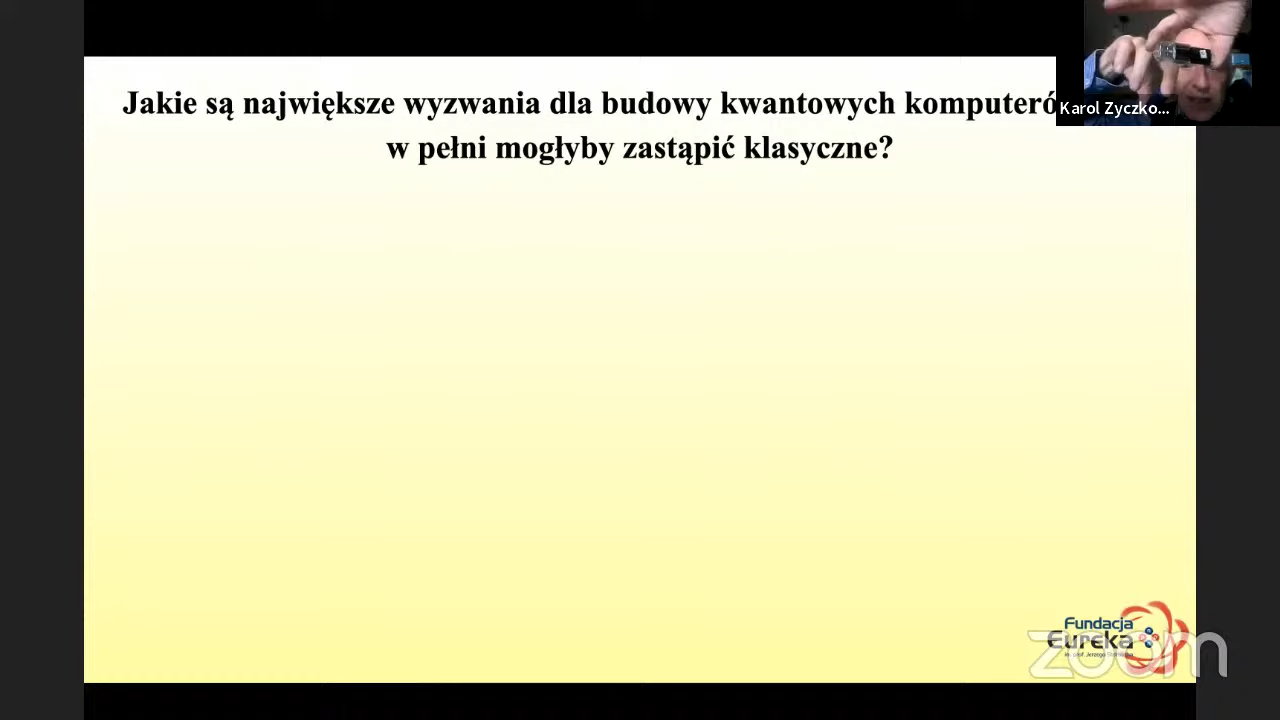 Karol Zyczko...
Jakie są największe wyzwania dla budowy kwantowych komputeró
w pełni mogłyby zastąpić klasyczne?
Fundacja
Eureka
zoom